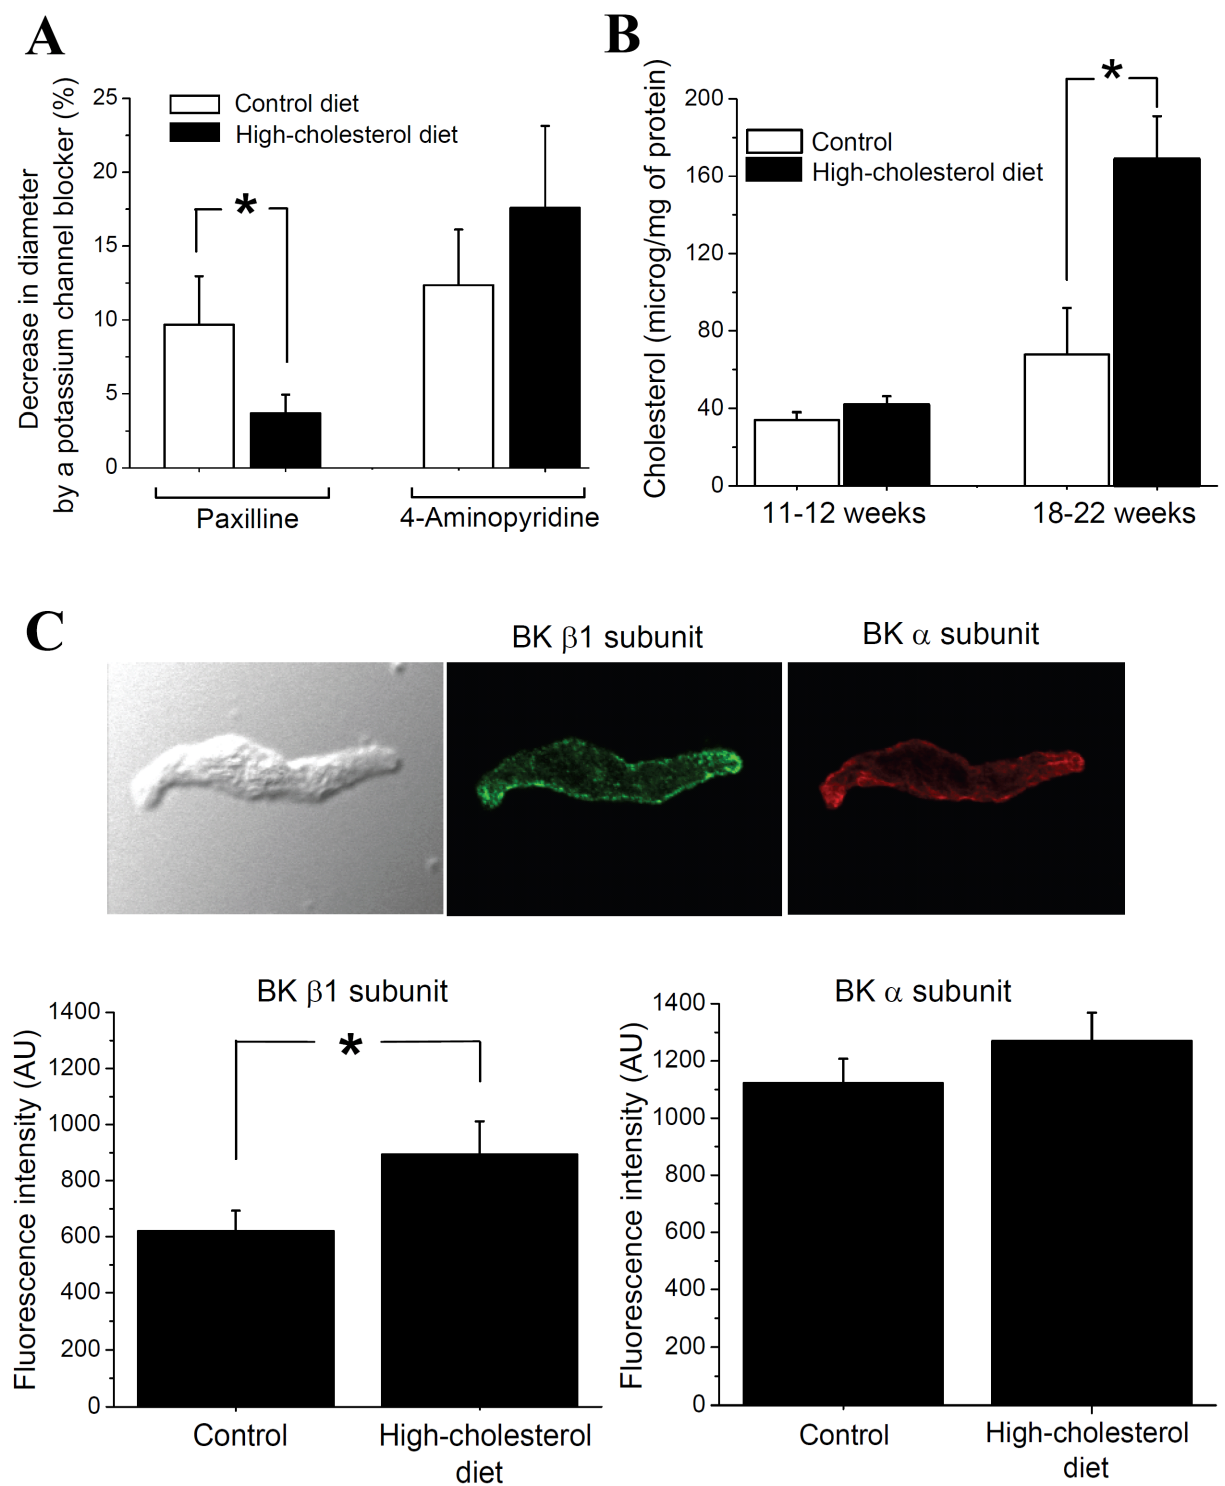 A
Decrease in diameter
by a potassium channel blocker (%)
25
20
15
10
5
0
Control diet
High-cholesterol diet
*
Paxilline
4-Aminopyridine
B
Cholesterol (microg/mg of protein)
200
160
120
80
40
0
Control
High-cholesterol diet
*
11-12 weeks
18-22 weeks
C
BK β1 subunit
BK α subunit
BK β1 subunit
Fluorescence intensity (AU)
1400
1200
1000
800
600
400
200
0
*
Control
High-cholesterol
diet
BK α subunit
Fluorescence intensity (AU)
1400
1200
1000
800
600
400
200
0
Control
High-cholesterol
diet